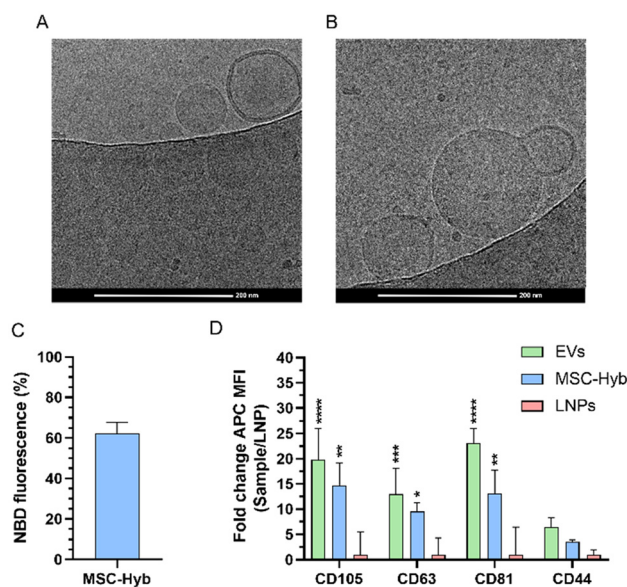 A
B
200 nm
200 nm
C
D
NBD fluorescence (%)
100
80
60
40
20
0
MSC-Hyb
Fold change APC MFI
(Sample/LNP)
40
35
30
25
20
15
10
5
0
****
**
***
*
****
**
CD105
CD63
CD81
CD44
EVs
MSC-Hyb
LNPs